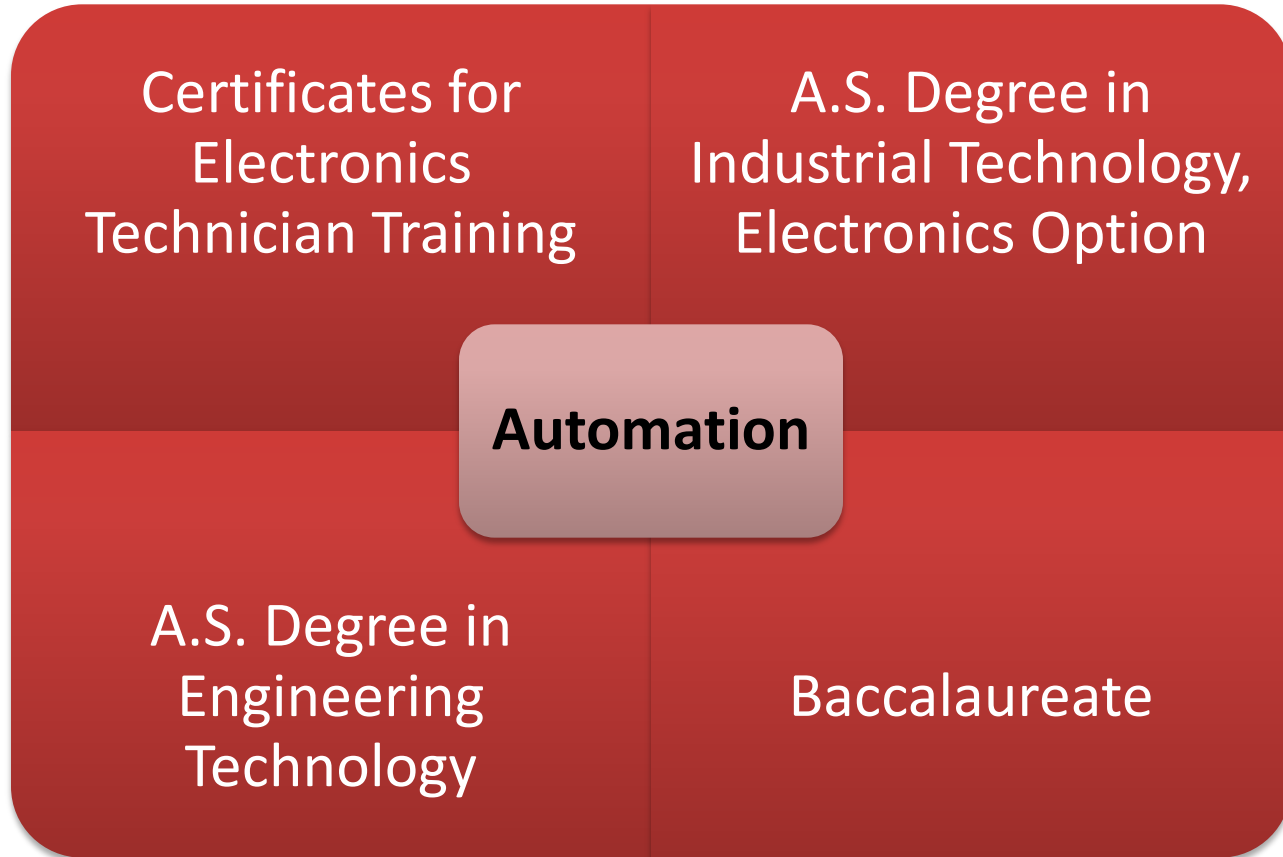 Certificates for
Electronics
Technician Training
A.S. Degree in
Industrial Technology,
Electronics Option
Automation
A.S. Degree in
Engineering
Technology
Baccalaureate